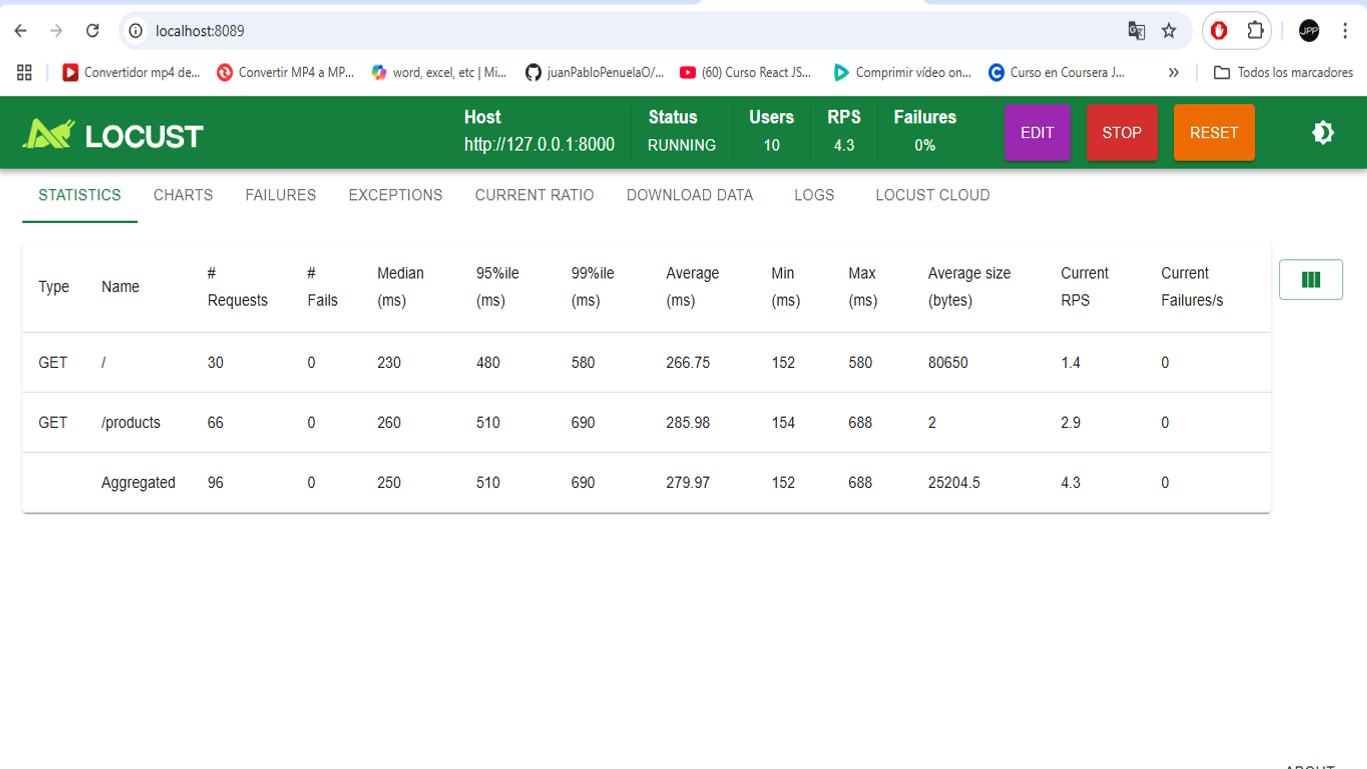 localhost:8089
JPP
Convertidor mp4 de...
Convertir MP4 a MP...
word, excel, etc | Mi...
juanPabloPenuelaO/...
(60) Curso React JS...
Comprimir vídeo on...
Curso en Coursera J...
»
Todos los marcadores
LOCUST
Host
http://127.0.0.1:8000
Status
RUNNING
Users
10
RPS
4.3
Failures
0%
EDIT
STOP
RESET
STATISTICS CHARTS FAILURES EXCEPTIONS CURRENT RATIO DOWNLOAD DATA LOGS LOCUST CLOUD
Type Name # Requests # Fails Median (ms) 95%ile (ms) 99%ile (ms) Average (ms) Min (ms) Max (ms) Average size (bytes) Current RPS Current Failures/s
GET / 30 0 230 480 580 266.75 152 580 80650 1.4 0
GET /products 66 0 260 510 690 285.98 154 688 2 2.9 0
Aggregated 96 0 250 510 690 279.97 152 688 25204.5 4.3 0
ABOUT